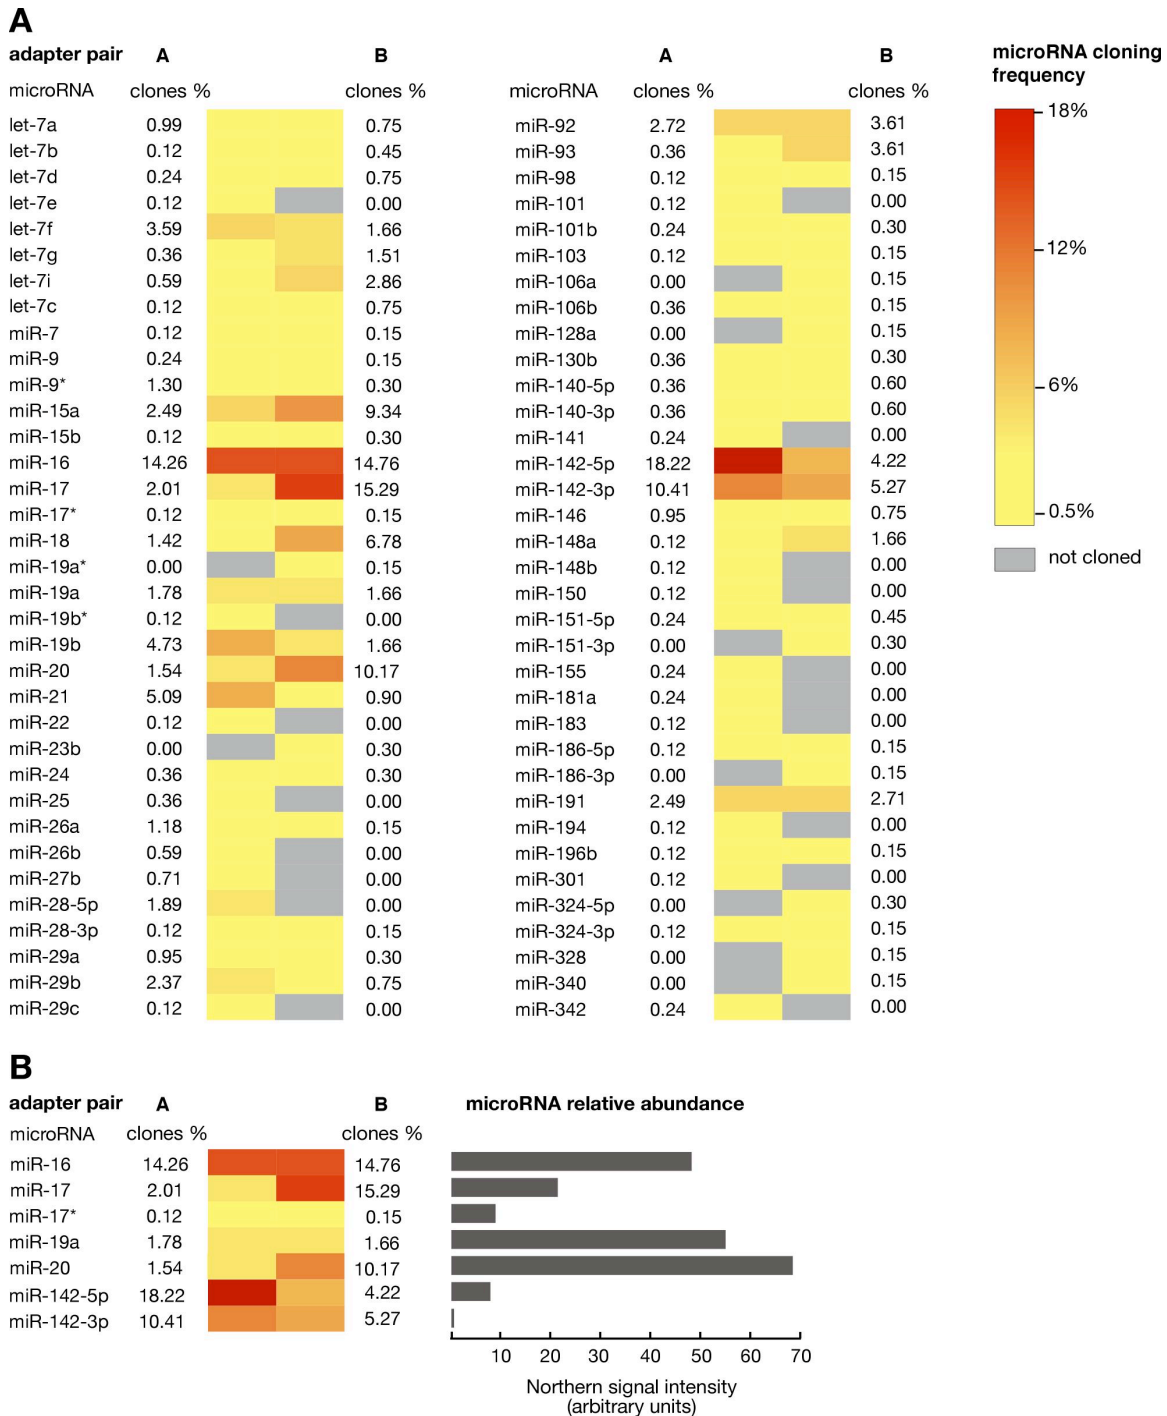 A
adapter pair A B A B microRNA cloning frequency
microRNA clones % clones % microRNA clones % clones %
let-7a 0.99 0.75 miR-92 2.72 3.61 18%
let-7b 0.12 0.45 miR-93 0.36 3.61
let-7d 0.24 0.75 miR-98 0.12 0.15
let-7e 0.12 0.00 miR-101 0.12 0.00
let-7f 3.59 1.66 miR-101b 0.24 0.30
let-7g 0.36 1.51 miR-103 0.12 0.15 12%
let-7i 0.59 2.86 miR-106a 0.00 0.15
let-7c 0.12 0.75 miR-106b 0.36 0.15
miR-7 0.12 0.15 miR-128a 0.00 0.15
miR-9 0.24 0.15 miR-130b 0.36 0.30
miR-9* 1.30 0.30 miR-140-5p 0.36 0.60 6%
miR-15a 2.49 9.34 miR-140-3p 0.36 0.60
miR-15b 0.12 0.30 miR-141 0.24 0.00
miR-16 14.26 14.76 miR-142-5p 18.22 4.22
miR-17 2.01 15.29 miR-142-3p 10.41 5.27
miR-17* 0.12 0.15 miR-146 0.95 0.75 0.5%
miR-18 1.42 6.78 miR-148a 0.12 1.66
miR-19a* 0.00 0.15 miR-148b 0.12 0.00 not cloned
miR-19a 1.78 1.66 miR-150 0.12 0.00
miR-19b* 0.12 0.00 miR-151-5p 0.24 0.45
miR-19b 4.73 1.66 miR-151-3p 0.00 0.30
miR-20 1.54 10.17 miR-155 0.24 0.00
miR-21 5.09 0.90 miR-181a 0.24 0.00
miR-22 0.12 0.00 miR-183 0.12 0.00
miR-23b 0.00 0.30 miR-186-5p 0.12 0.15
miR-24 0.36 0.30 miR-186-3p 0.00 0.15
miR-25 0.36 0.00 miR-191 2.49 2.71
miR-26a 1.18 0.15 miR-194 0.12 0.00
miR-26b 0.59 0.00 miR-196b 0.12 0.15
miR-27b 0.71 0.00 miR-301 0.12 0.00
miR-28-5p 1.89 0.00 miR-324-5p 0.00 0.30
miR-28-3p 0.12 0.15 miR-324-3p 0.12 0.15
miR-29a 0.95 0.30 miR-328 0.00 0.15
miR-29b 2.37 0.75 miR-340 0.00 0.15
miR-29c 0.12 0.00 miR-342 0.24 0.00
B
adapter pair A B microRNA relative abundance
microRNA clones % clones %
miR-16 14.26 14.76
miR-17 2.01 15.29
miR-17* 0.12 0.15
miR-19a 1.78 1.66
miR-20 1.54 10.17
miR-142-5p 18.22 4.22
miR-142-3p 10.41 5.27
10 20 30 40 50 60 70
Northern signal intensity
(arbitrary units)